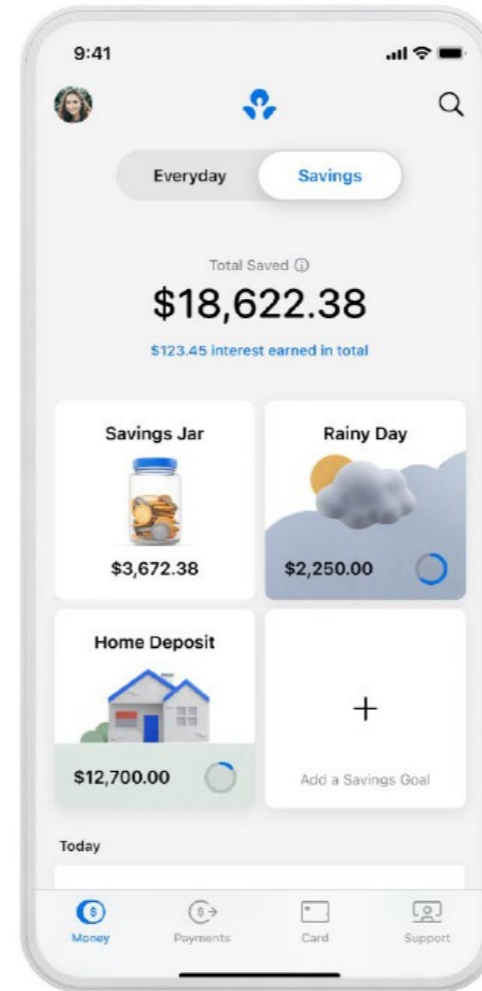 9:41
Everyday Savings
Total Saved
$18,622.38
$123.45 interest earned in total
Savings Jar
$3,672.38
Rainy Day
$2,250.00
Home Deposit
$12,700.00
+
Add a Savings Goal
Today
Money Payments Card Support